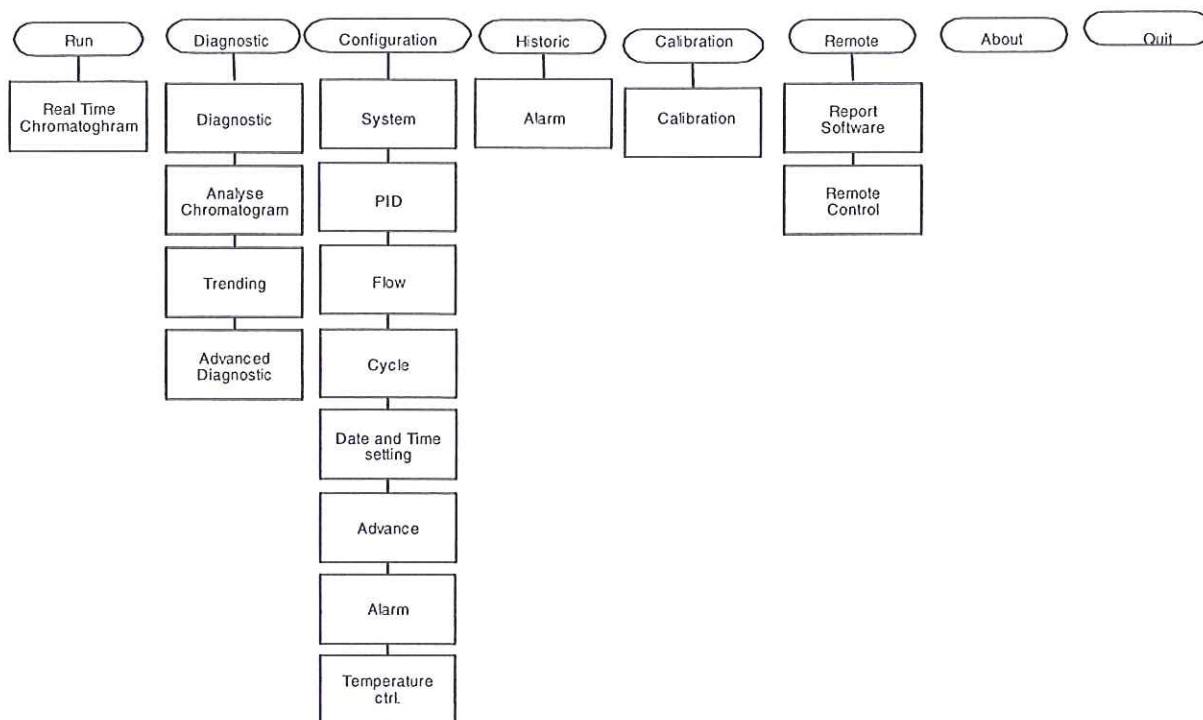 Run
Diagnostic
Configuration
Historic
Calibration
Remote
About
Quit
Real Time
Chromatoghram
Diagnostic
Analyse
Chromatogram
Trending
Advanced
Diagnostic
System
PID
Flow
Cycle
Date and Time
setting
Advance
Alarm
Temperature
ctrl.
Alarm
Calibration
Report
Software
Remote
Control